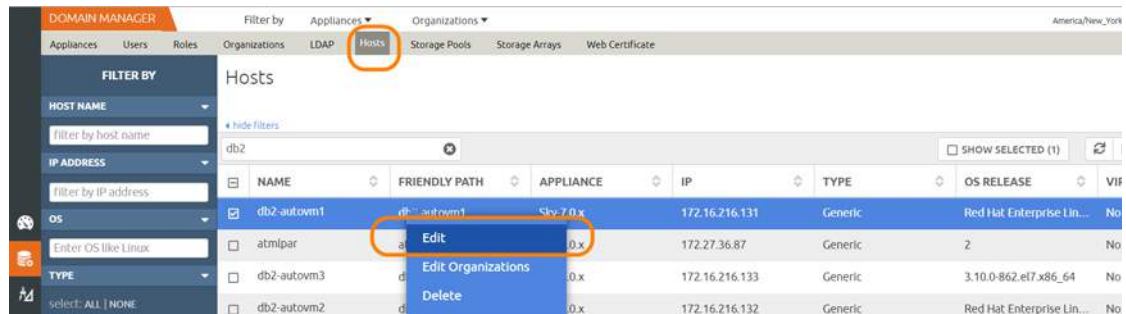 DOMAIN MANAGER Filter by Appliances ▾ Organizations ▾ America/New_York
Appliances Users Roles Organizations LDAP Hosts Storage Pools Storage Arrays Web Certificate
FILTER BY
Hosts
HOST NAME
hide filters
filter by host name
db2
SHOW SELECTED (1)
IP ADDRESS
NAME FRIENDLY PATH APPLIANCE IP TYPE OS RELEASE VIR
filter by IP address
db2-autovm1 autovm1 Sky-7.0.x 172.16.216.131 Generic Red Hat Enterprise Lin... No
OS
Edit
Enter OS like Linux
atmlpar .0.x 172.27.36.87 Generic 2 No
Edit Organizations
TYPE
db2-autovm3 .0.x 172.16.216.133 Generic 3.10.0-862.el7.x86_64 No
Delete
select: ALL | NONE
db2-autovm2 .0.x 172.16.216.132 Generic Red Hat Enterprise Lin... No